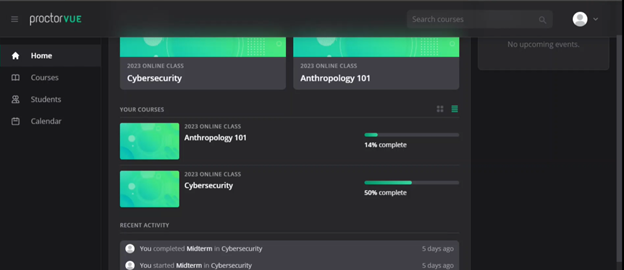 proctorVUE
Search courses
Home
Courses
Students
Calendar
2023 ONLINE CLASS
Cybersecurity
2023 ONLINE CLASS
Anthropology 101
No upcoming events.
YOUR COURSES
2023 ONLINE CLASS
Anthropology 101
14% complete
2023 ONLINE CLASS
Cybersecurity
50% complete
RECENT ACTIVITY
You completed Midterm in Cybersecurity
5 days ago
You started Midterm in Cybersecurity
5 days ago